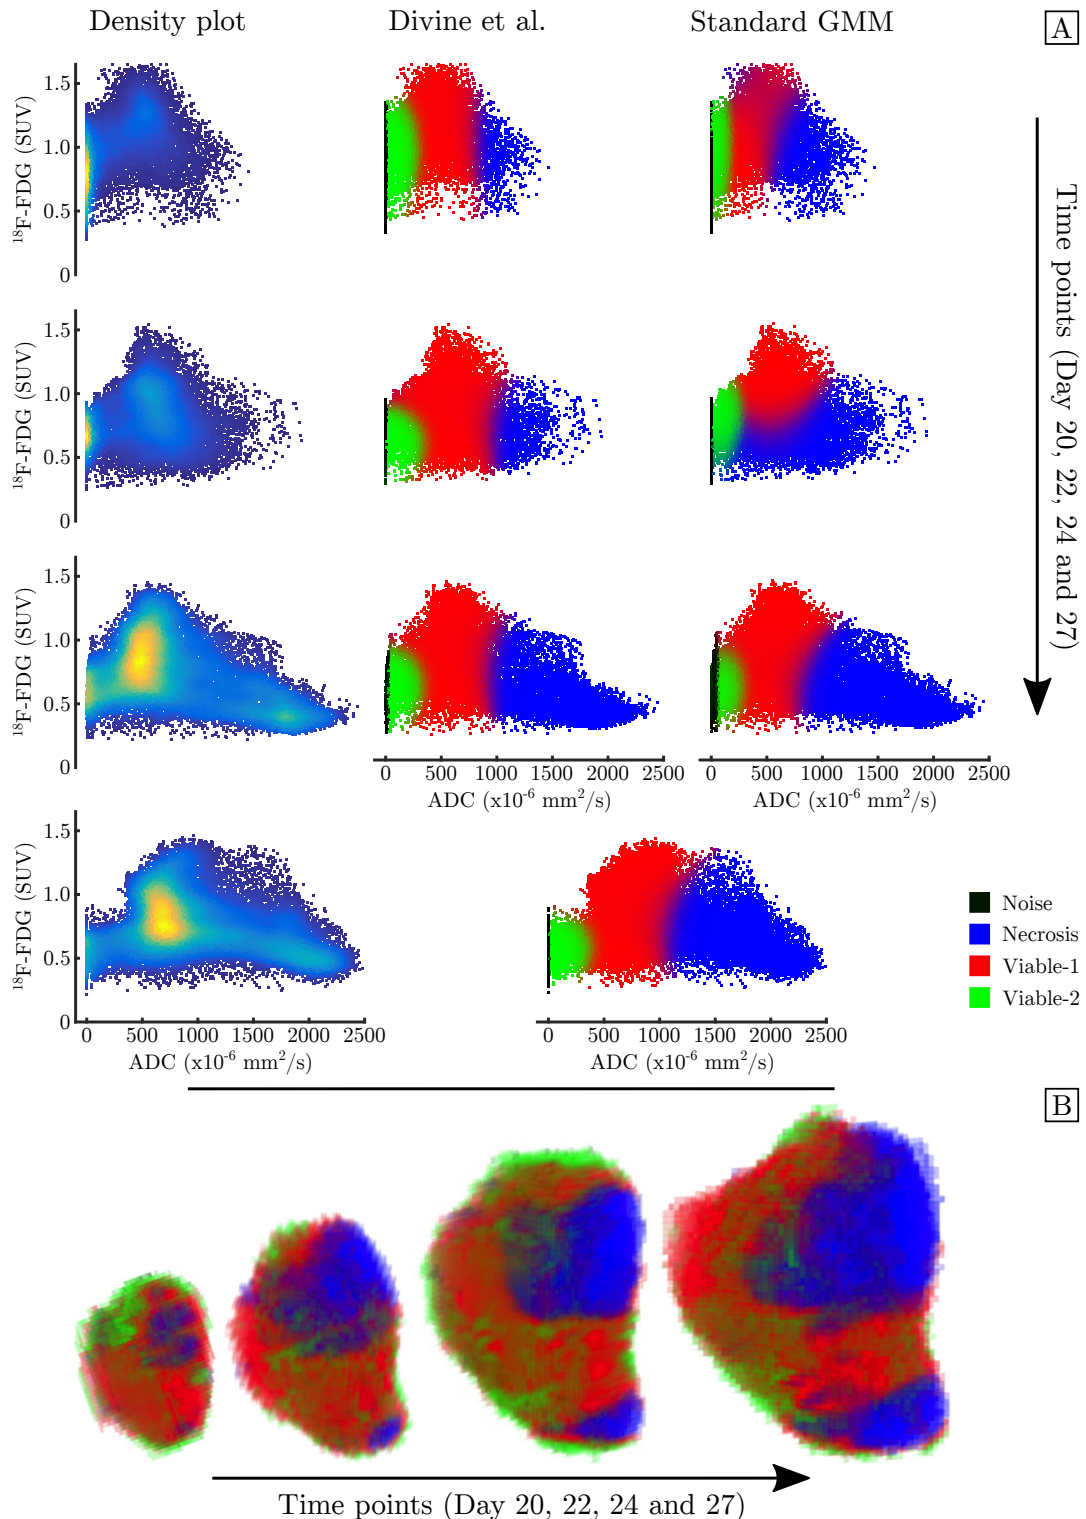 Density plot
Divine et al.
Standard GMM
A
¹⁸F-FDG (SUV)
1.5
1.0
0.5
0
¹⁸F-FDG (SUV)
1.5
1.0
0.5
0
¹⁸F-FDG (SUV)
1.5
1.0
0.5
0
0 500 1000 1500 2000 2500
ADC (x10⁻⁶ mm²/s)
0 500 1000 1500 2000 2500
ADC (x10⁻⁶ mm²/s)
Time points (Day 20, 22, 24 and 27)
¹⁸F-FDG (SUV)
1.5
1.0
0.5
0
0 500 1000 1500 2000 2500
ADC (x10⁻⁶ mm²/s)
0 500 1000 1500 2000 2500
ADC (x10⁻⁶ mm²/s)
Noise
Necrosis
Viable-1
Viable-2
B
Time points (Day 20, 22, 24 and 27)